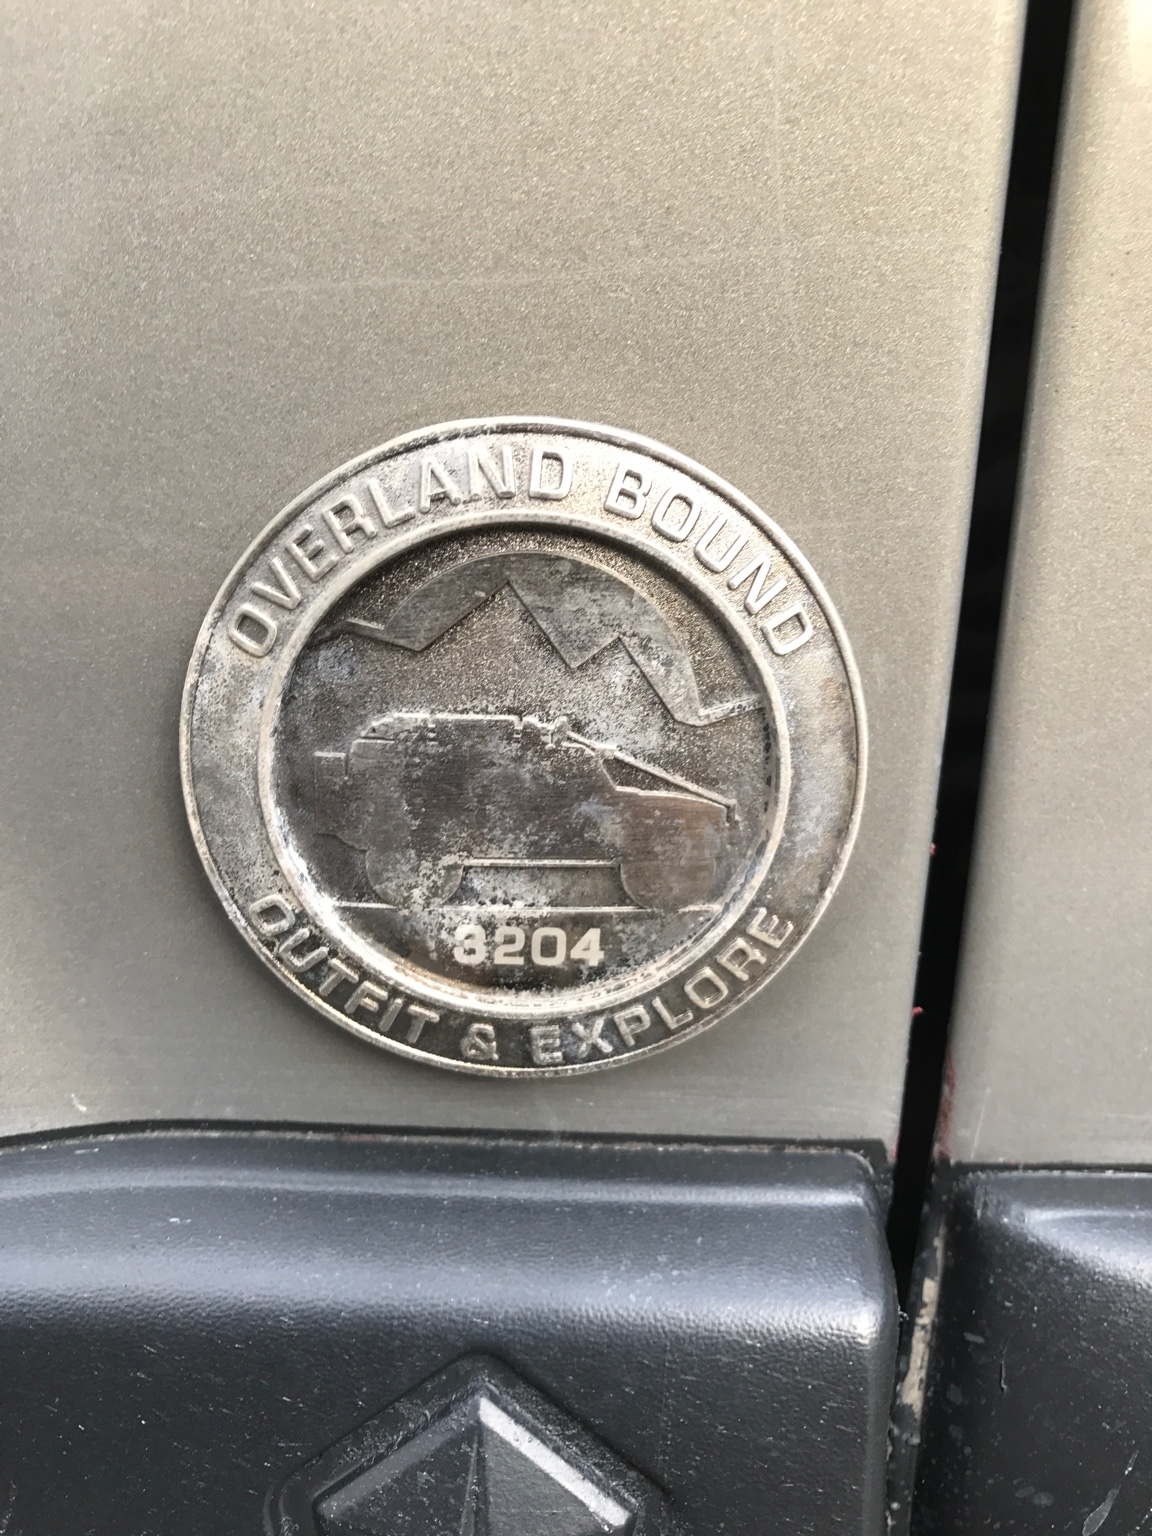 OVERLAND BOUND
3204
OUTFIT & EXPLORE